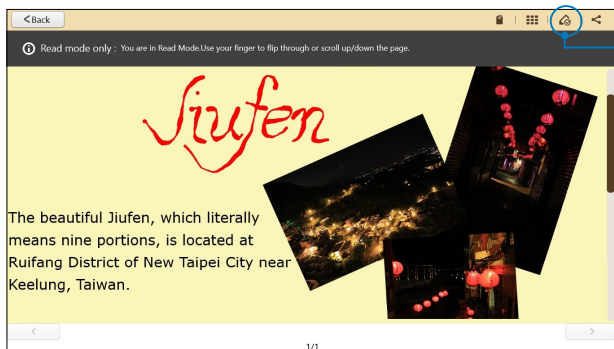 <Back
Read mode only : You are in Read Mode.Use your finger to flip through or scroll up/down the page.
Jiufen
The beautiful Jiufen, which literally
means nine portions, is located at
Ruifang District of New Taipei City near
Keelung, Taiwan.
< >
1/1